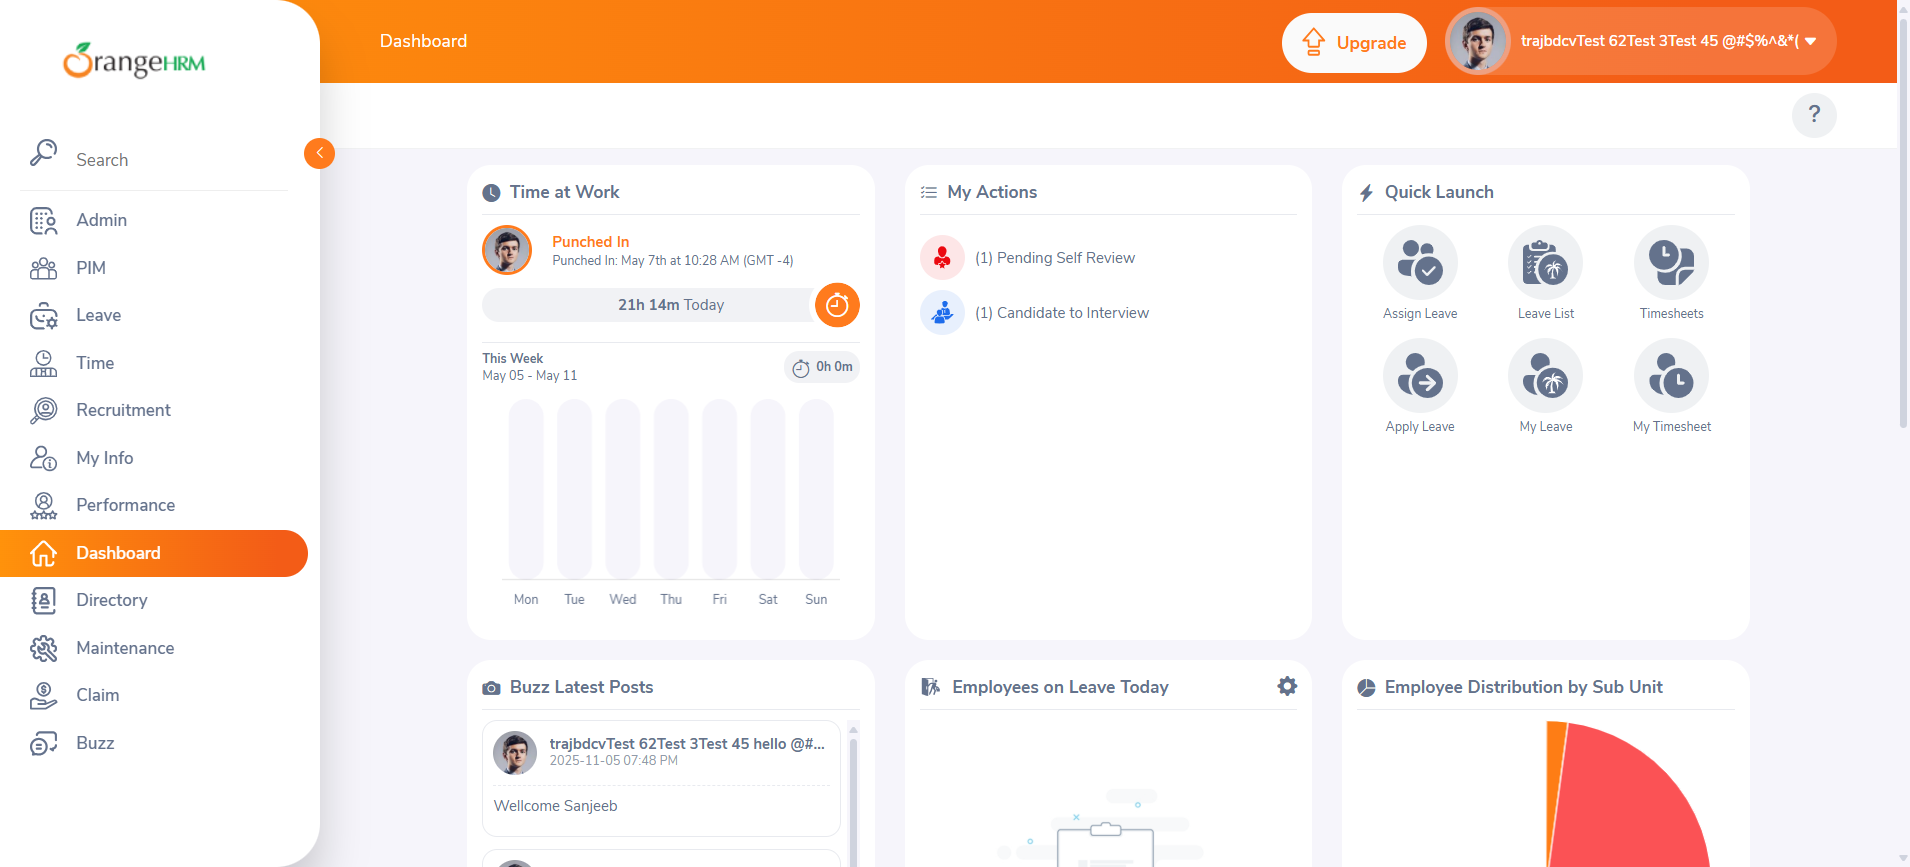 OrangeHRM
Dashboard
Upgrade
trajbdcvTest 62Test 3Test 45 @#$%^&*(
?
Search
Admin
PIM
Leave
Time
Recruitment
My Info
Performance
Dashboard
Directory
Maintenance
Claim
Buzz
Time at Work
Punched In
Punched In: May 7th at 10:28 AM (GMT -4)
21h 14m Today
This Week
May 05 - May 11
0h 0m
Mon Tue Wed Thu Fri Sat Sun
My Actions
(1) Pending Self Review
(1) Candidate to Interview
Quick Launch
Assign Leave Leave List Timesheets
Apply Leave My Leave My Timesheet
Buzz Latest Posts
trajbdcvTest 62Test 3Test 45 hello @#...
2025-11-05 07:48 PM
Wellcome Sanjeeb
Employees on Leave Today
Employee Distribution by Sub Unit